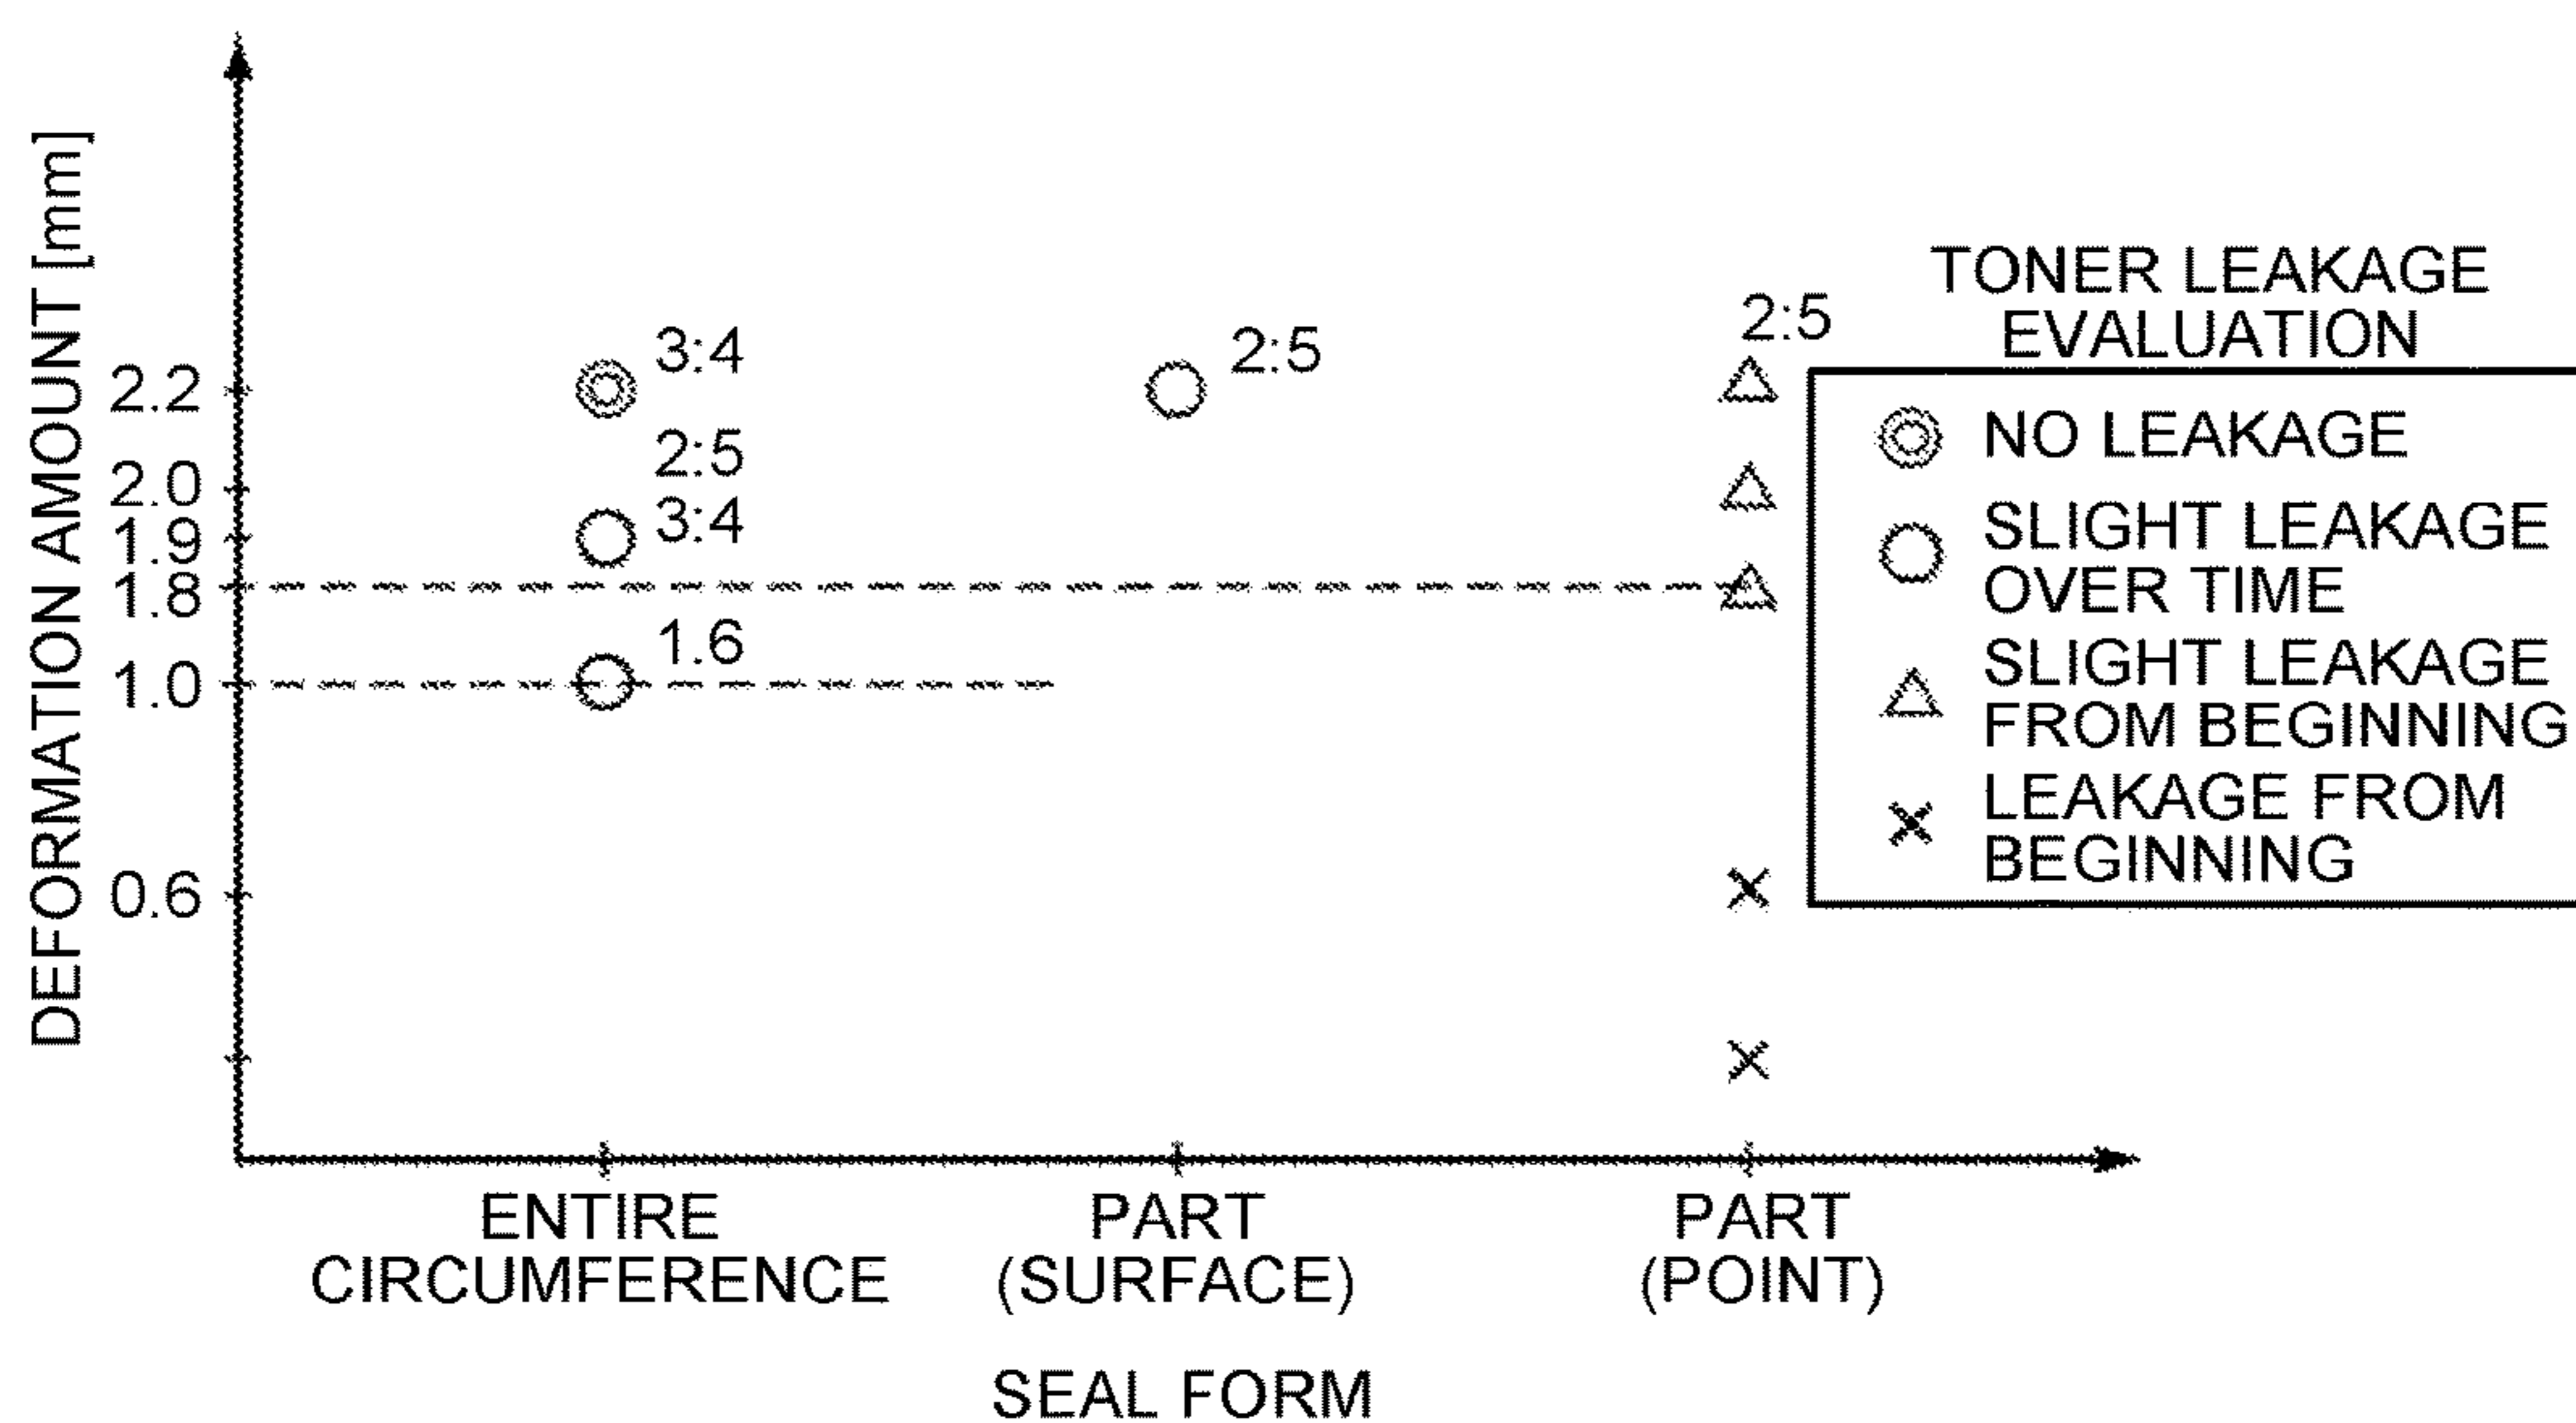 DEFORMATION AMOUNT [mm]
2.2
2.0
1.9
1.8
1.0
0.6
3:4
2:5
3:4
1.6
2:5
2:5
TONER LEAKAGE
EVALUATION
NO LEAKAGE
SLIGHT LEAKAGE
OVER TIME
SLIGHT LEAKAGE
FROM BEGINNING
LEAKAGE FROM
BEGINNING
ENTIRE
CIRCUMFERENCE
PART
(SURFACE)
PART
(POINT)
SEAL FORM